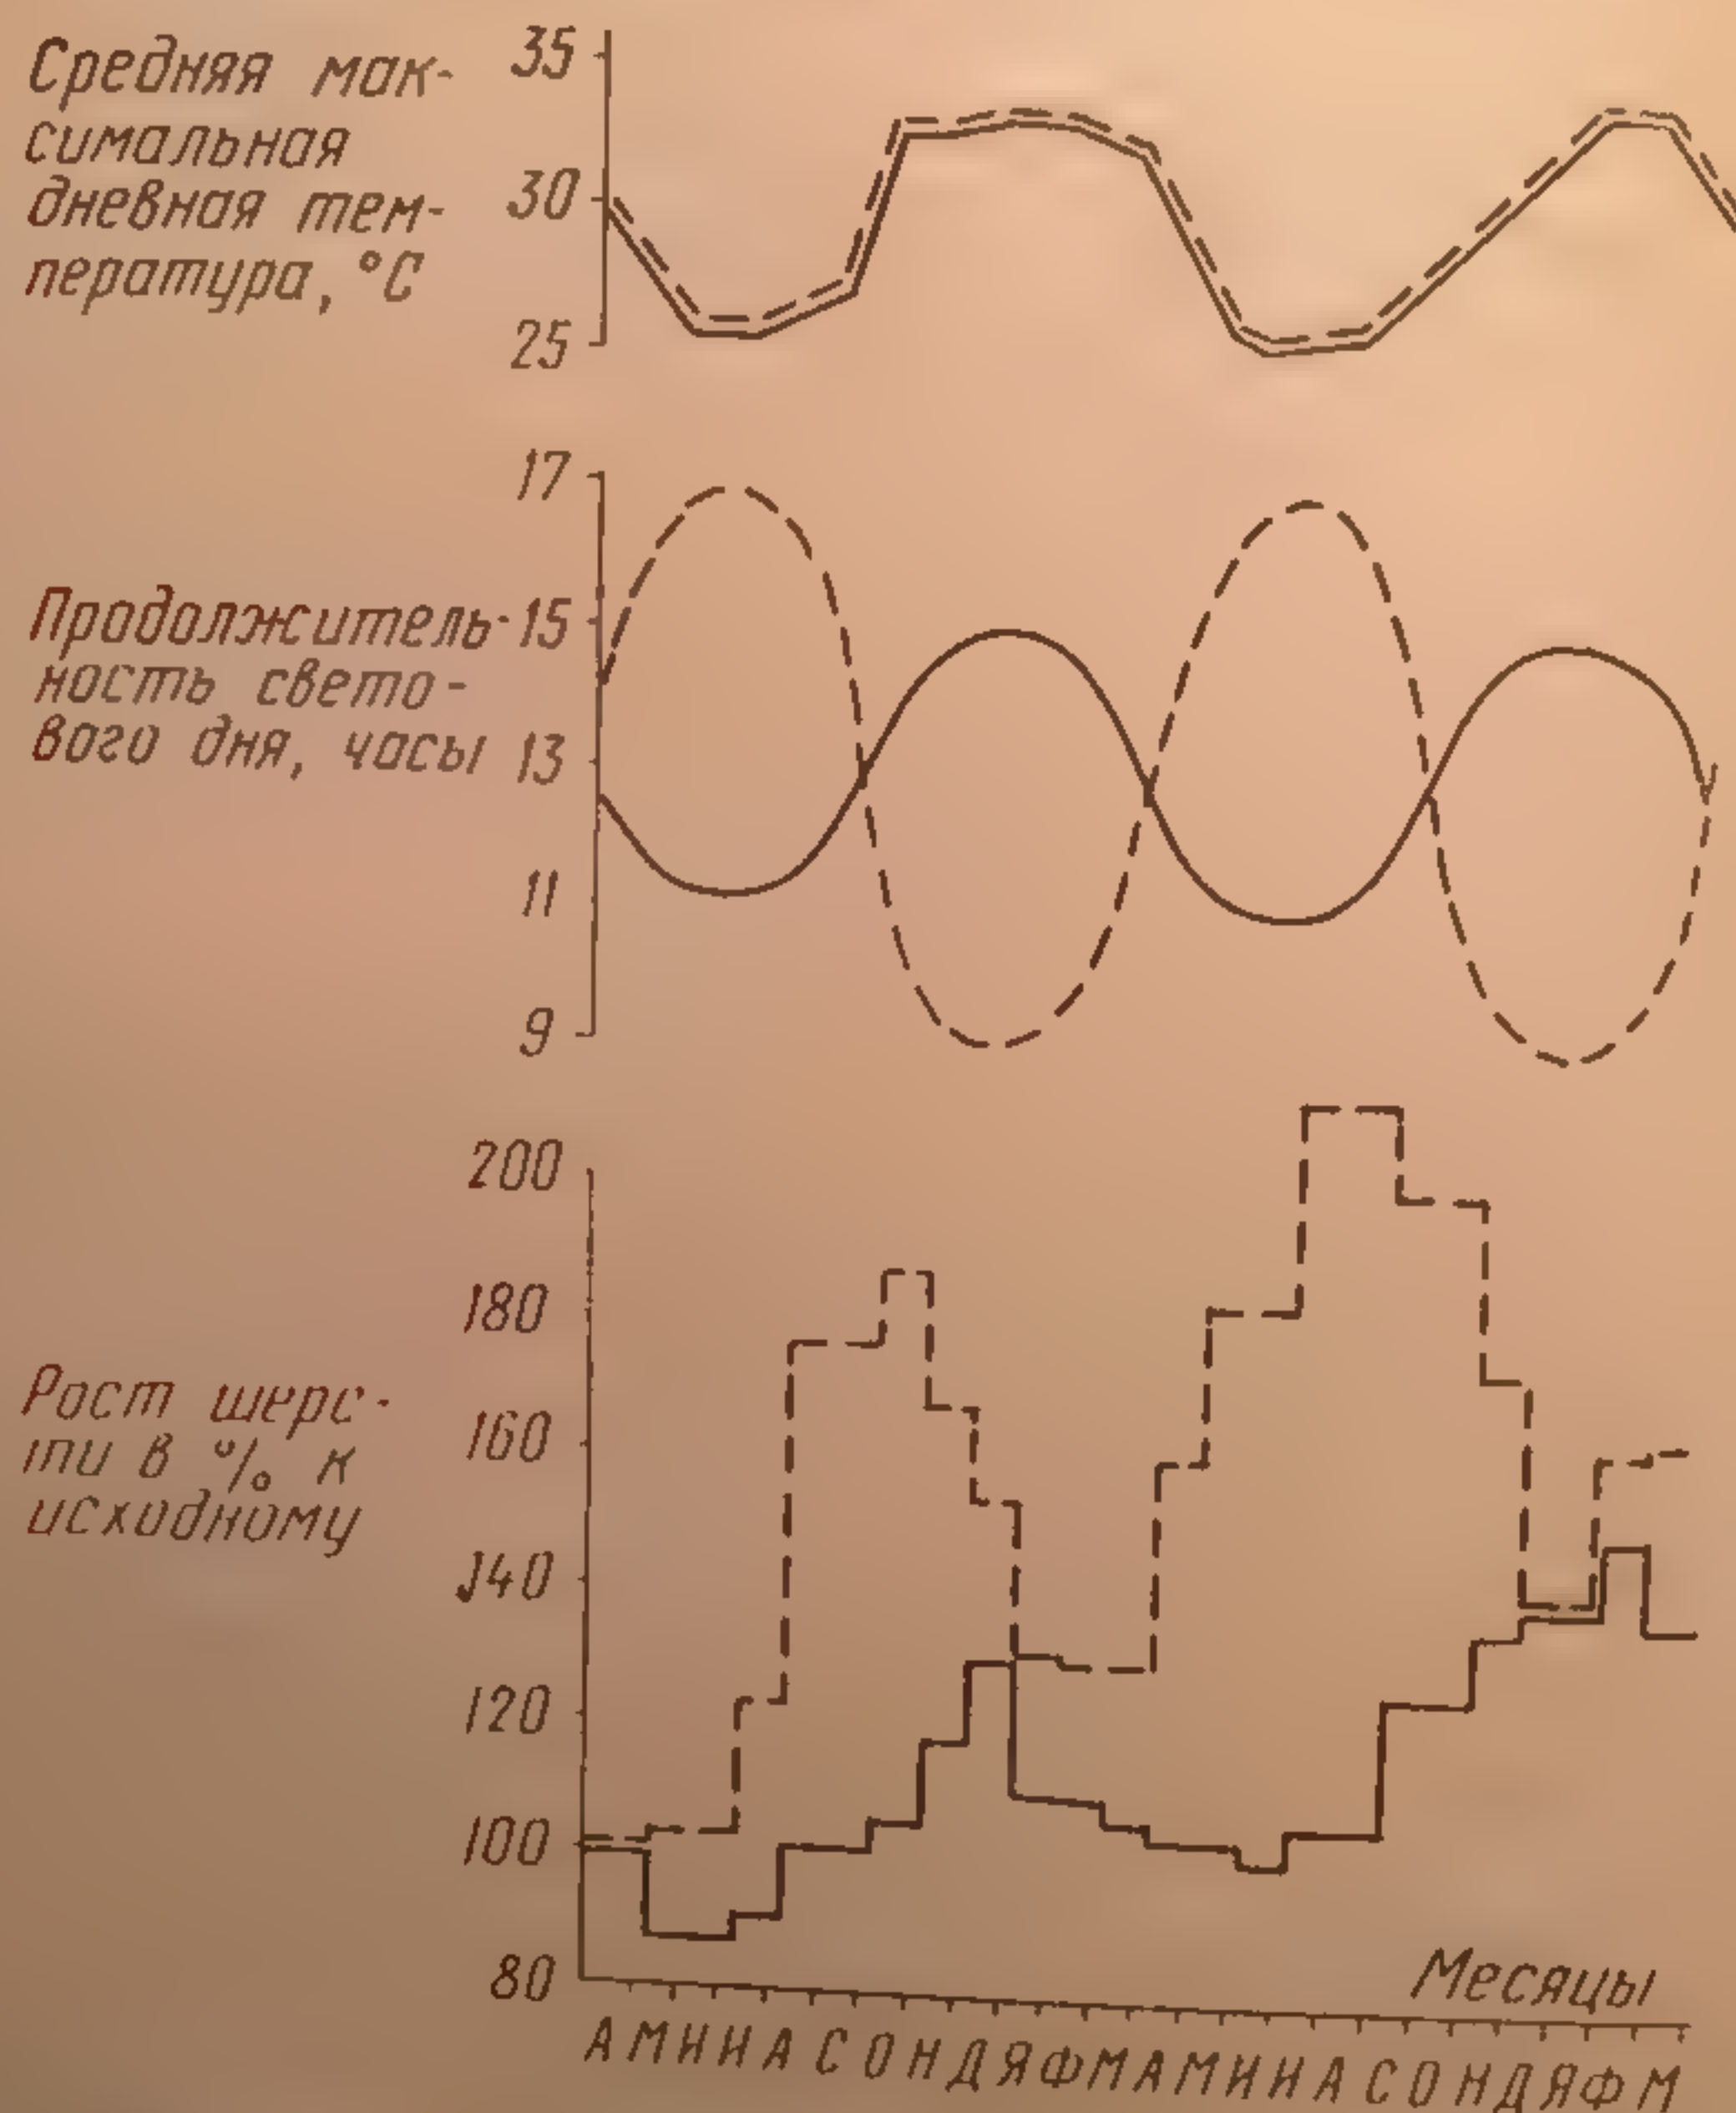 Средняя мак-
симальная
дневная тем-
пература, °C
35
30
25
Продолжитель-
ность свето-
вого дня, часы
17
15
13
11
9
Рост шерс-
ти в % к
исходному
200
180
160
140
120
100
80
Месяцы
А М И И А С О Н Д Я Ф М А М И И А С О Н Д Я Ф М